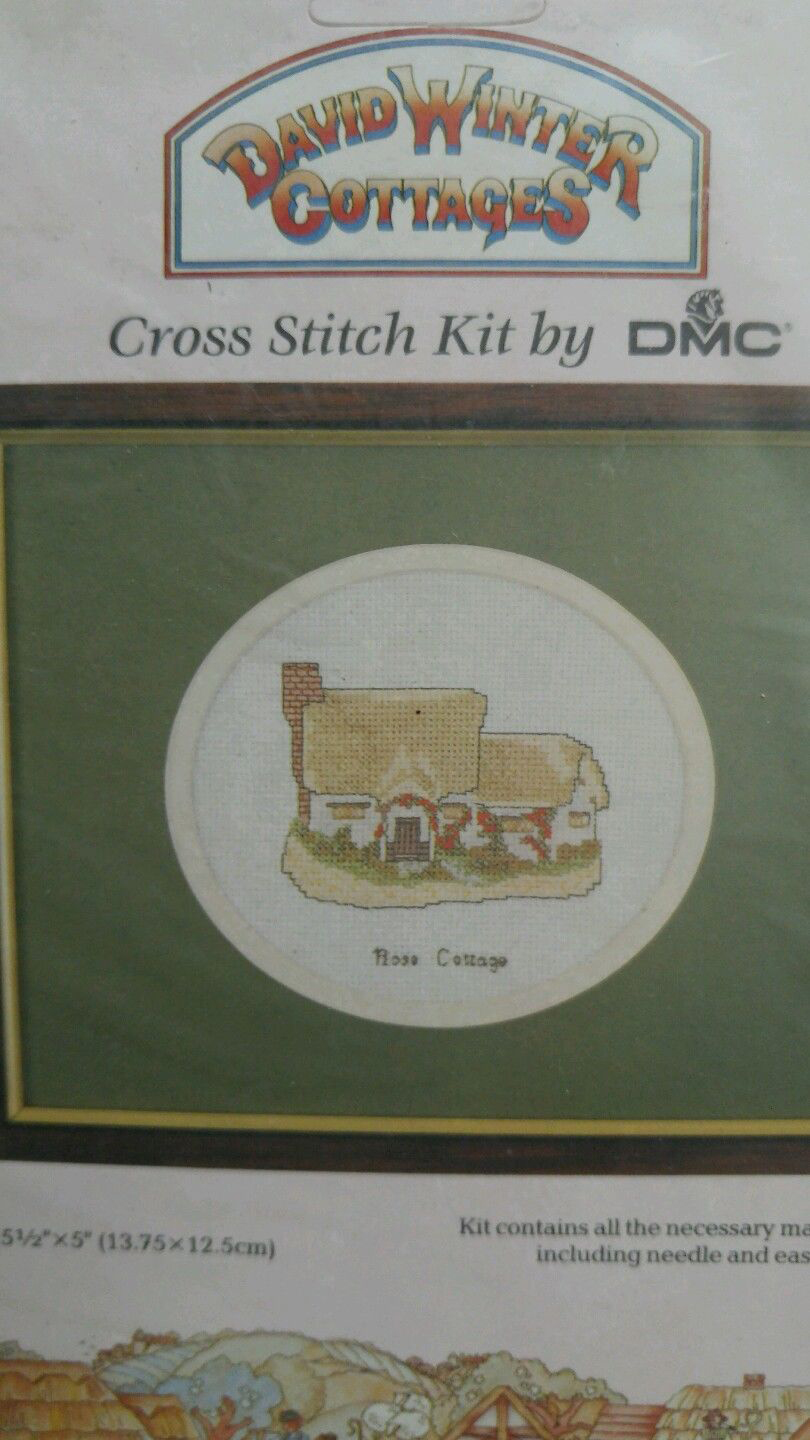 DAVID WINTER
COTTAGES
Cross Stitch Kit by DMC®
Rose Cottage
5½"×5" (13.75×12.5cm)
Kit contains all the necessary ma
including needle and eas